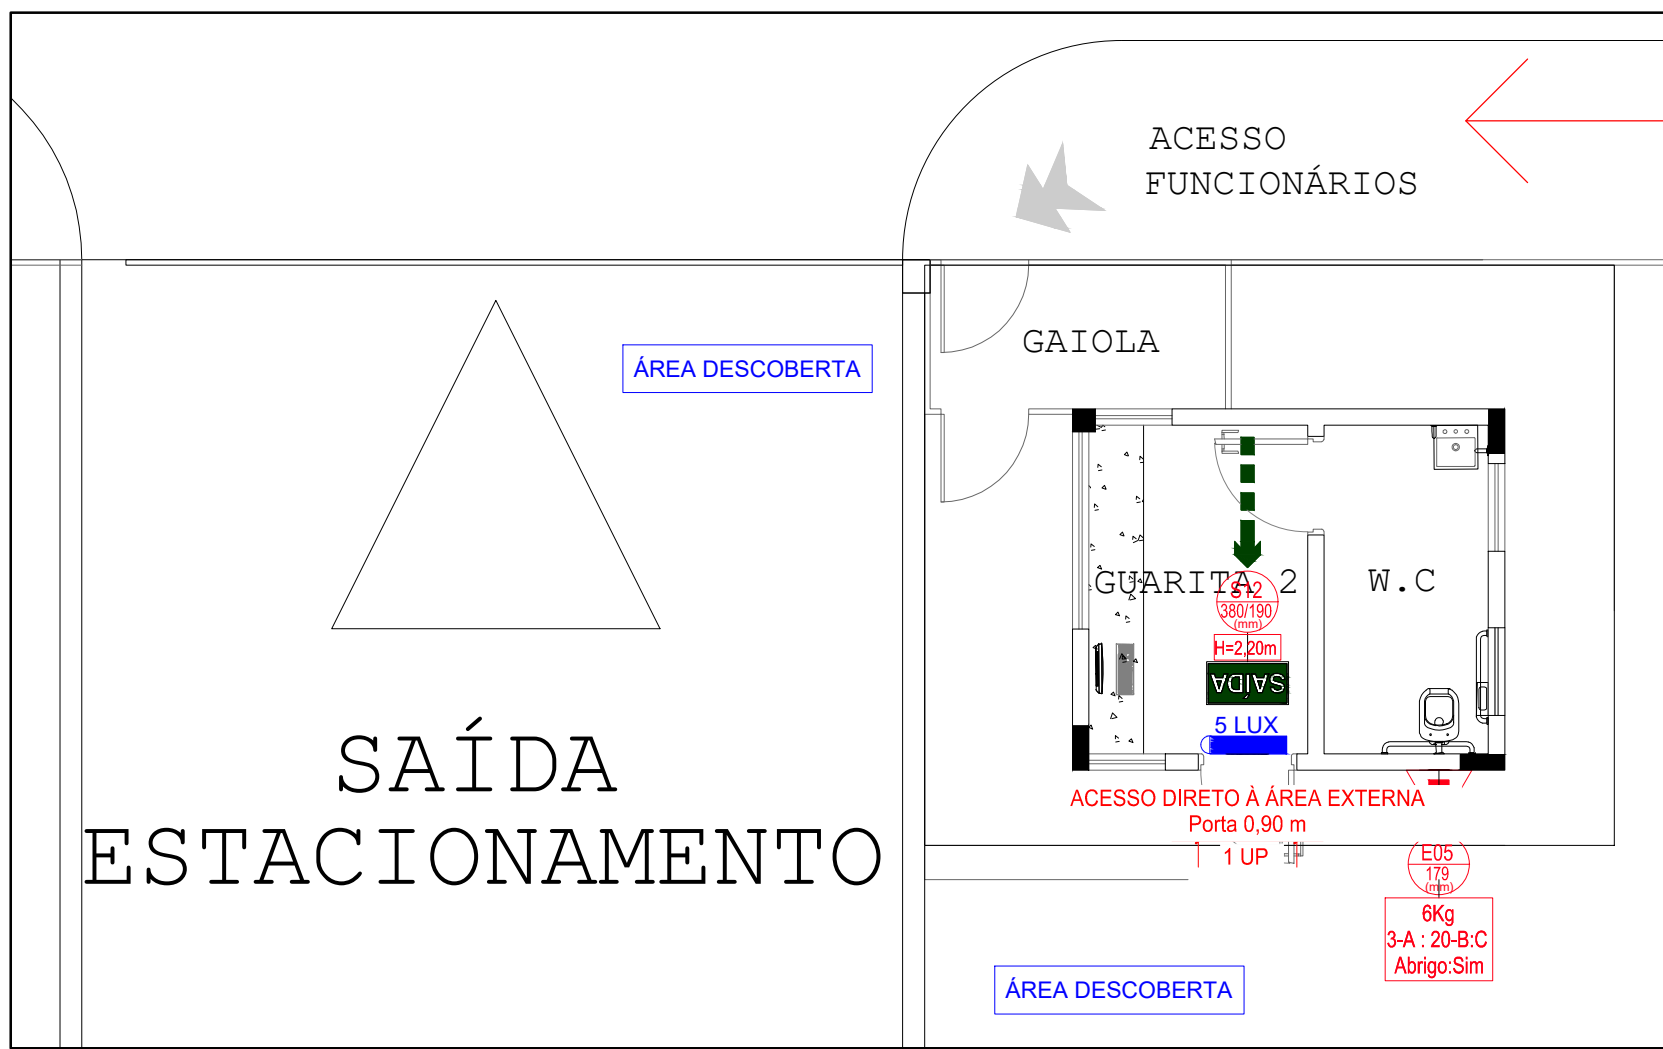 ACESSO
FUNCIONÁRIOS
GAIOLA
ÁREA DESCOBERTA
GUARITA 2
W.C
S12
380/190
(mm)
H=2,20m
SAÍDA
5 LUX
SAÍDA
ESTACIONAMENTO
ACESSO DIRETO À ÁREA EXTERNA
Porta 0,90 m
1 UP
E05
179
(mm)
6Kg
3-A : 20-B:C
Abrigo:Sim
ÁREA DESCOBERTA